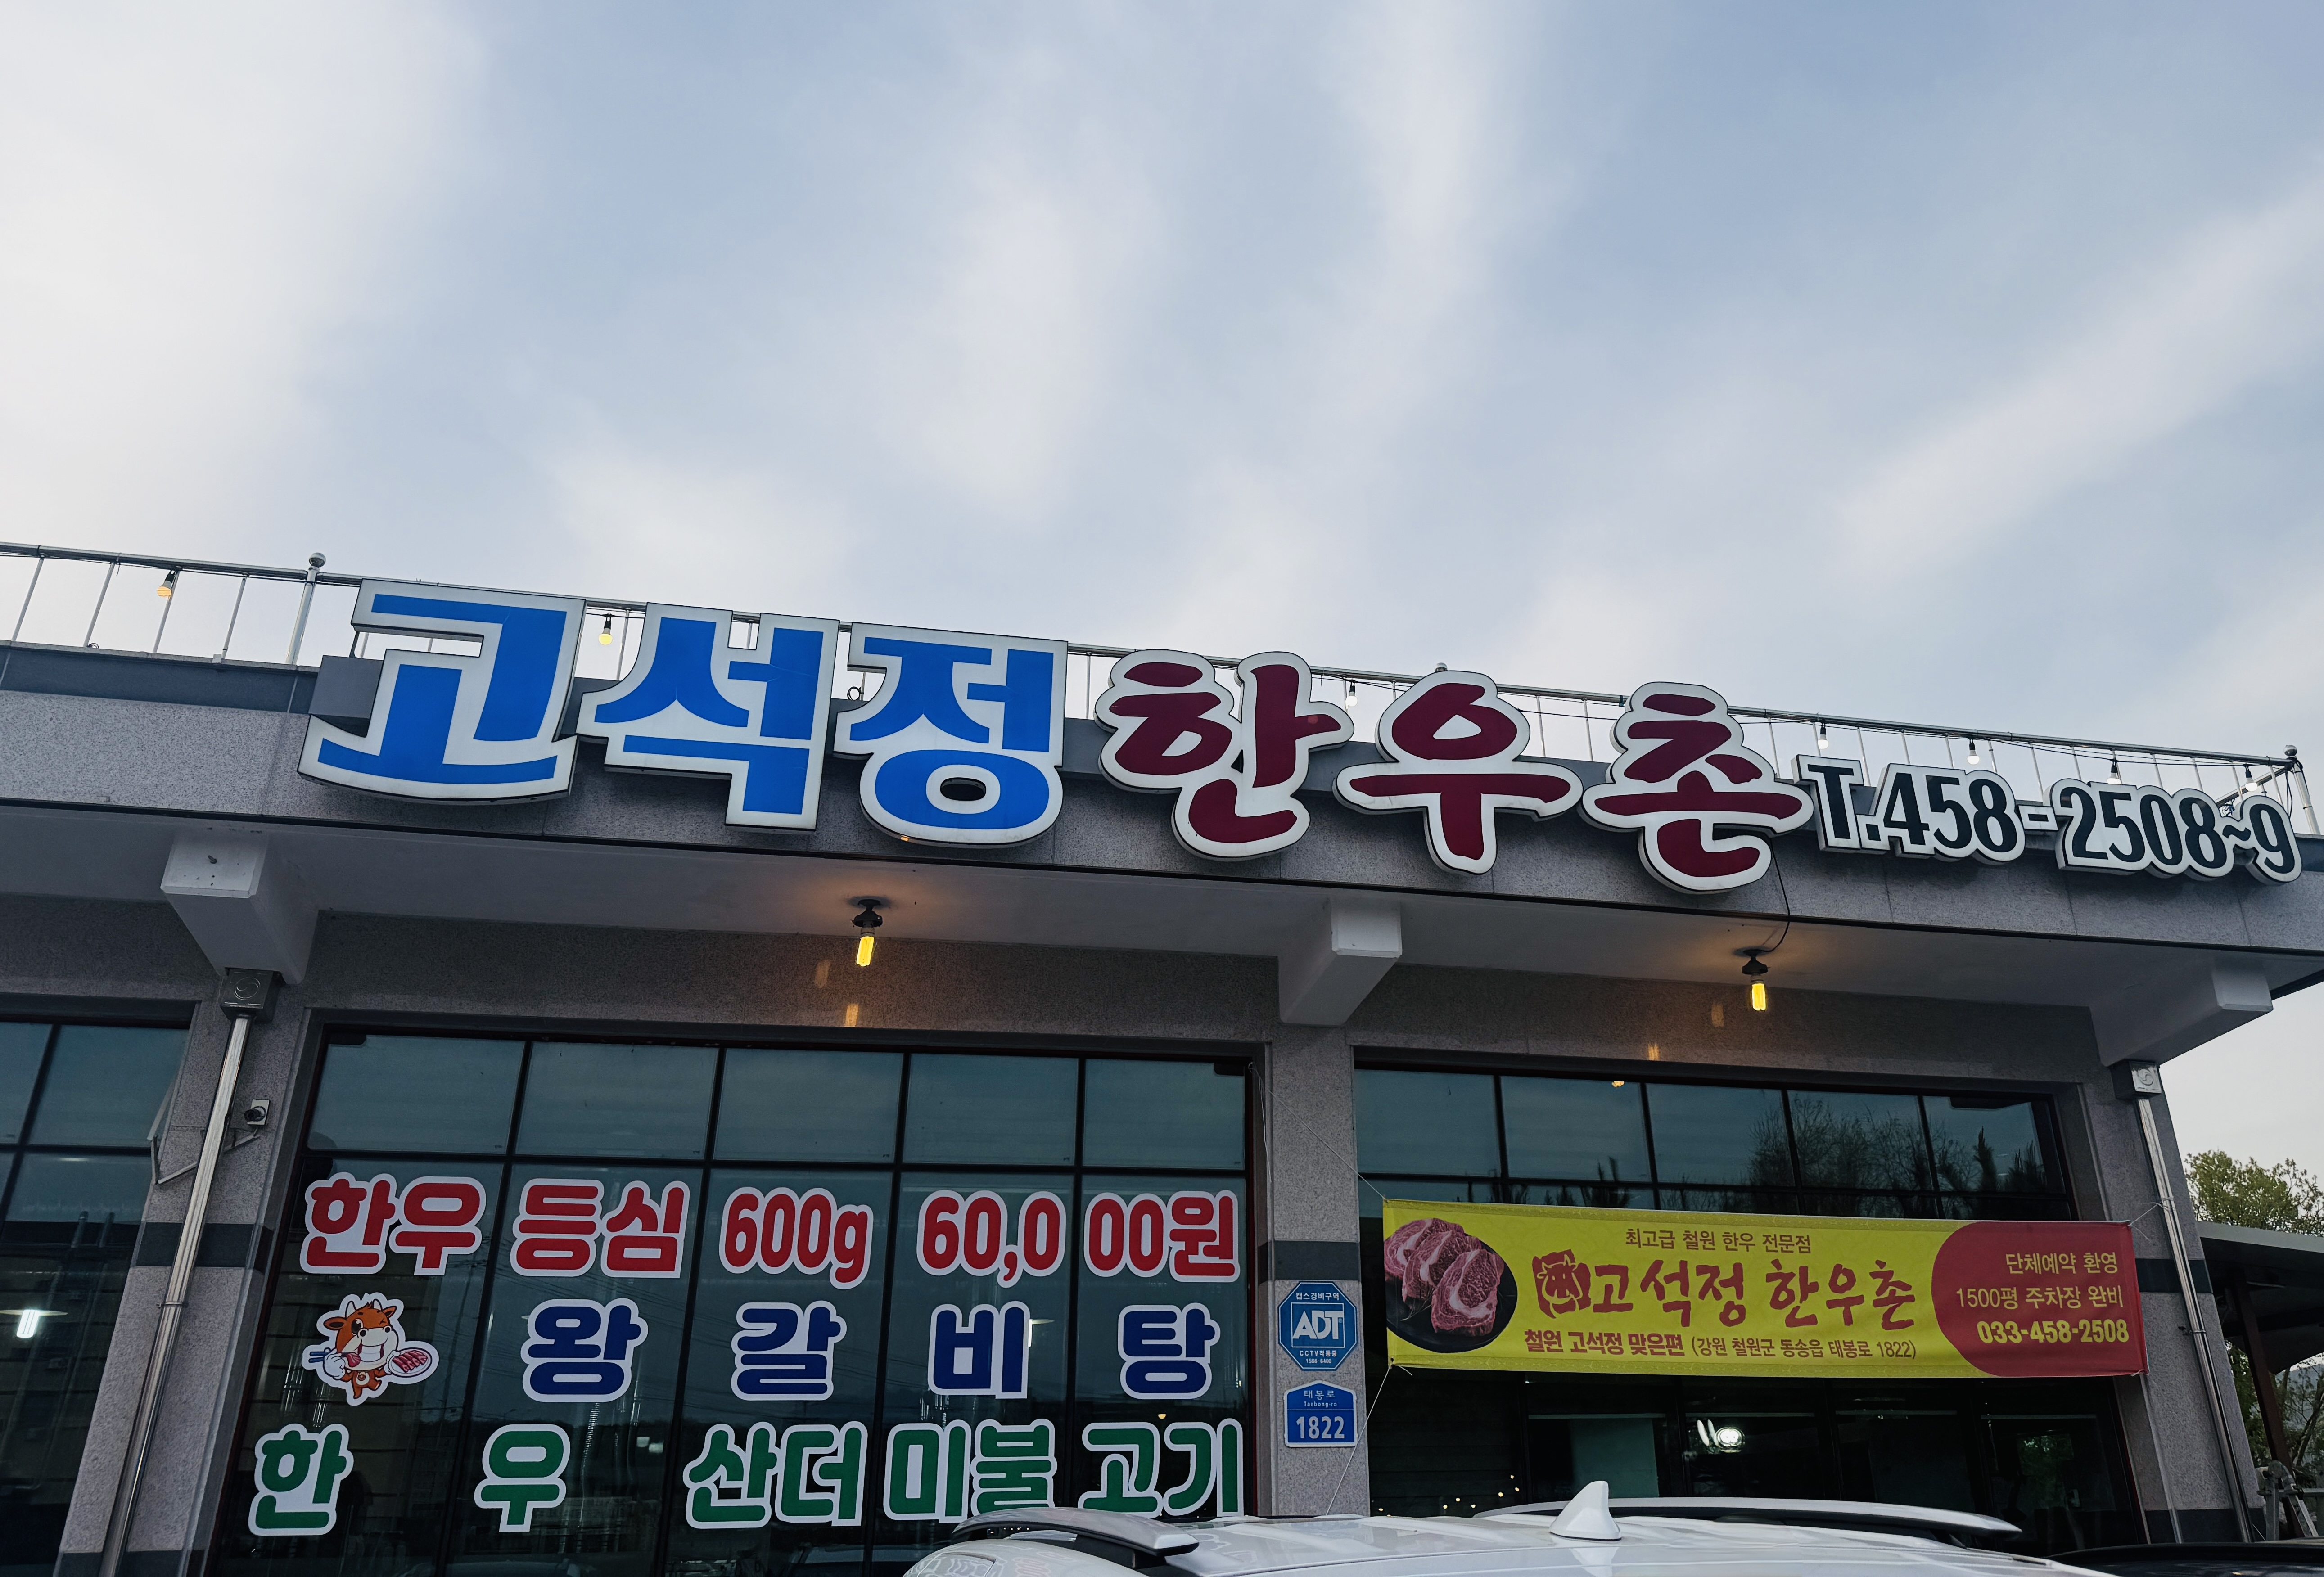 고석정 한우촌 T.458-2508~9
한우 등심 600g 60,000원
왕갈비탕
한우 산더미불고기
캡스경비구역
ADT
CCTV작동중
1588-6400
태봉로
Taebong-ro
1822
최고급 철원 한우 전문점
고석정 한우촌
철원 고석정 맞은편 (강원 철원군 동송읍 태봉로 1822)
단체예약 환영
1500평 주차장 완비
033-458-2508